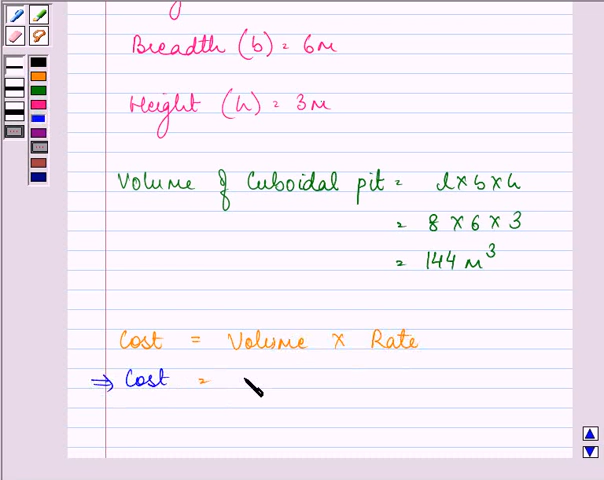 Breadth (b) = 6m
Height (h) = 3m
Volume of Cuboidal pit = l × b × h
= 8 × 6 × 3
= 144 m³
Cost = Volume × Rate
⇒ Cost =